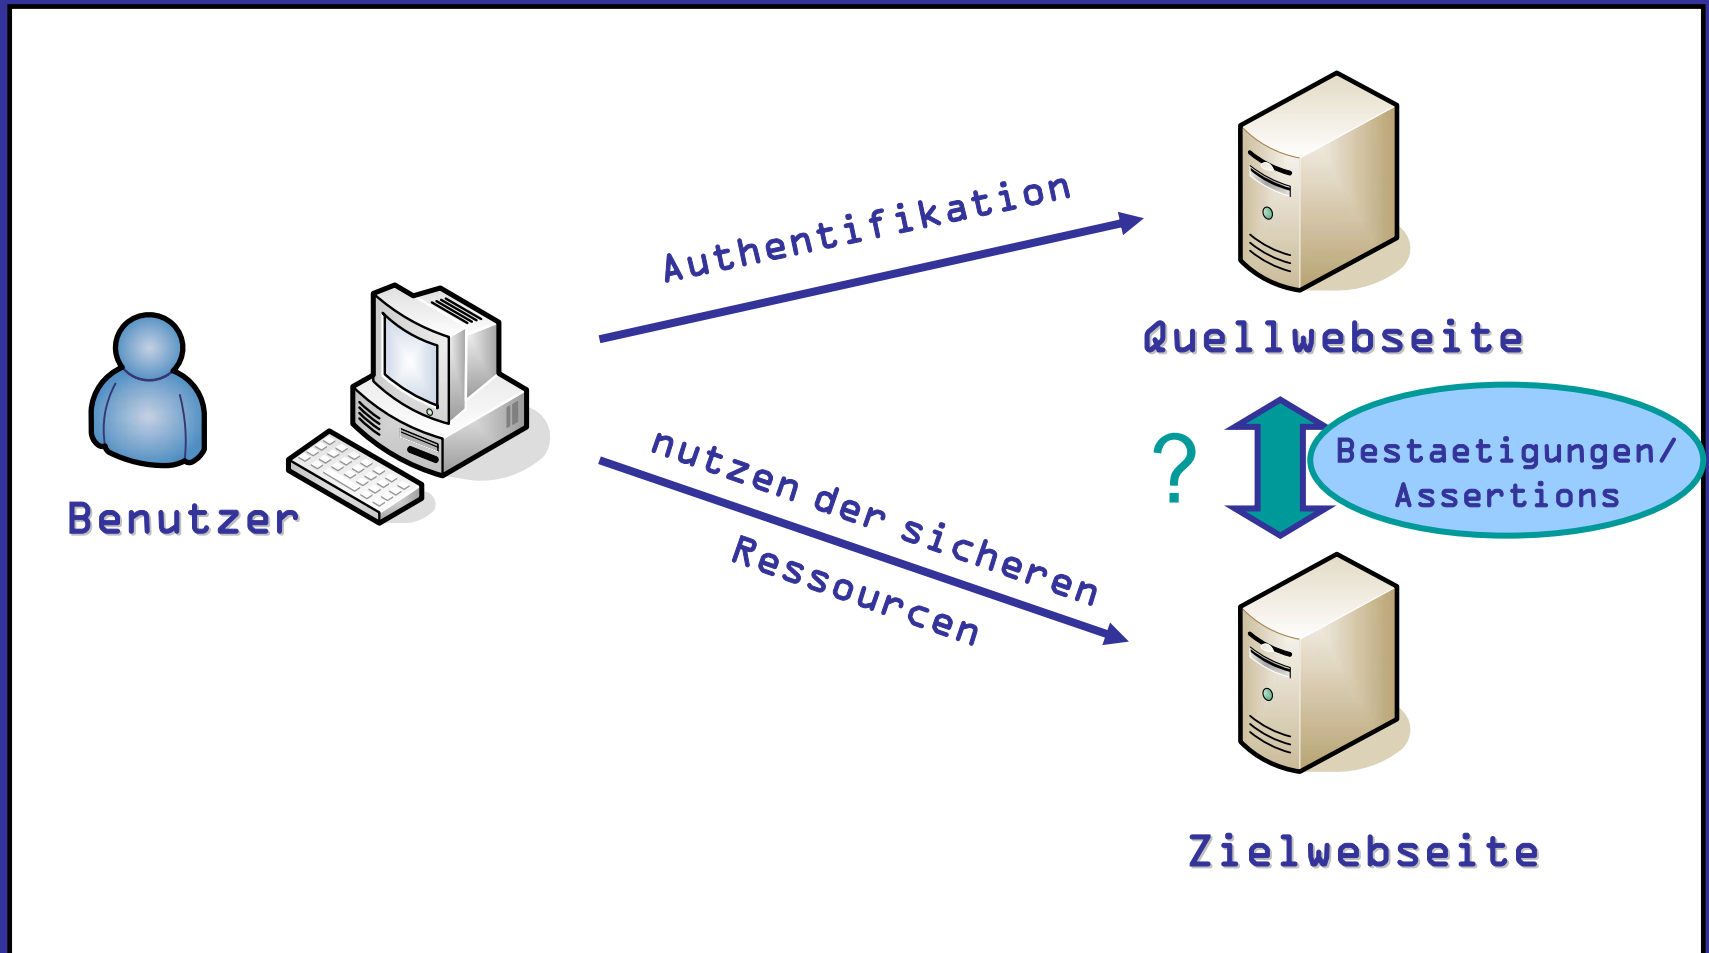 Authentifikation
Quellwebseite
?
Bestaetigungen/
Assertions
nutzen der sicheren
Ressourcen
Benutzer
Zielwebseite